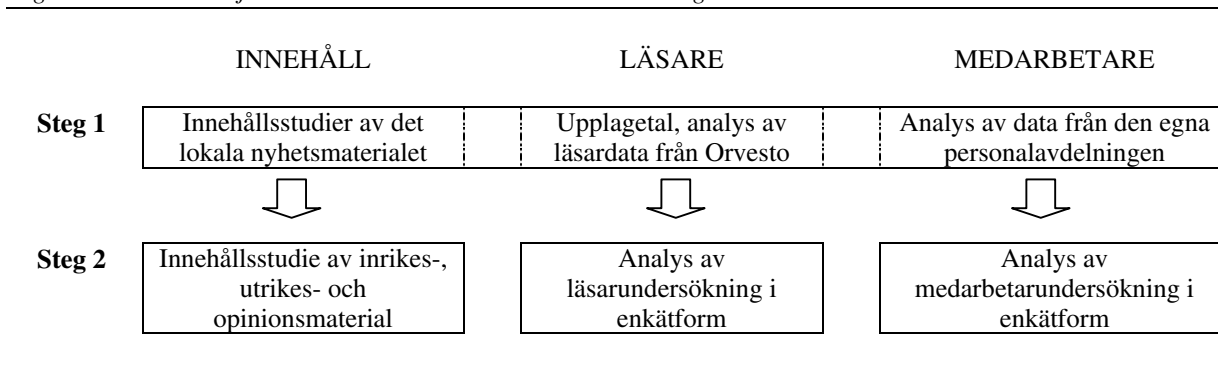 INNEHÅLL LÄSARE MEDARBETARE
Steg 1
Innehållsstudier av det
lokala nyhetsmaterialet
Upplagetal, analys av
läsardata från Orvesto
Analys av data från den egna
personalavdelningen
Steg 2
Innehållsstudie av inrikes-,
utrikes- och
opinionsmaterial
Analys av
läsarundersökning i
enkätform
Analys av
medarbetarundersökning i
enkätform